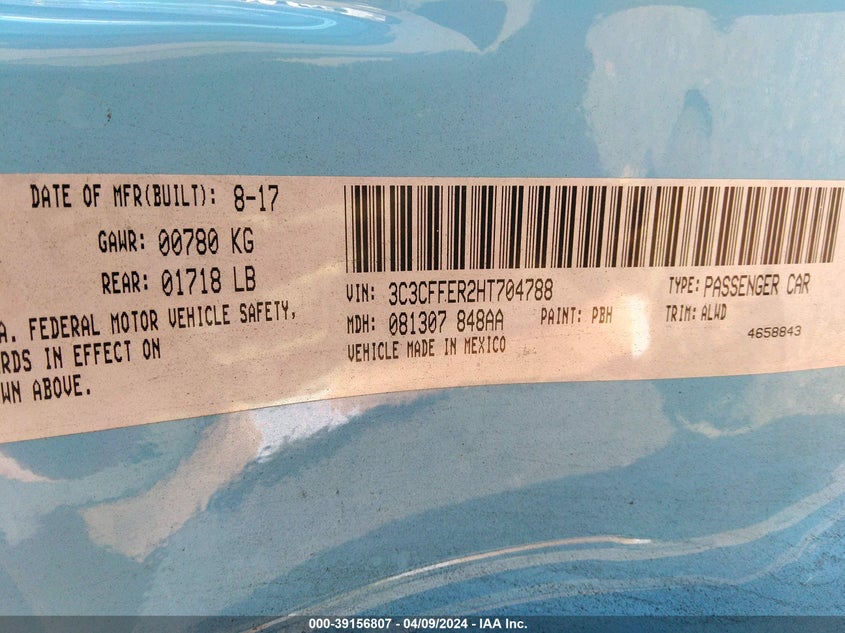 DATE OF MFR(BUILT): 8-17
GAWR: 00780 KG
REAR: 01718 LB
A. FEDERAL MOTOR VEHICLE SAFETY,
RDS IN EFFECT ON
WN ABOVE.
VIN: 3C3CFFER2HT704788 TYPE: PASSENGER CAR
MDH: 081307 848AA PAINT: PBH TRIM: ALWD
VEHICLE MADE IN MEXICO 4658843
000-39156807 - 04/09/2024 - IAA Inc.